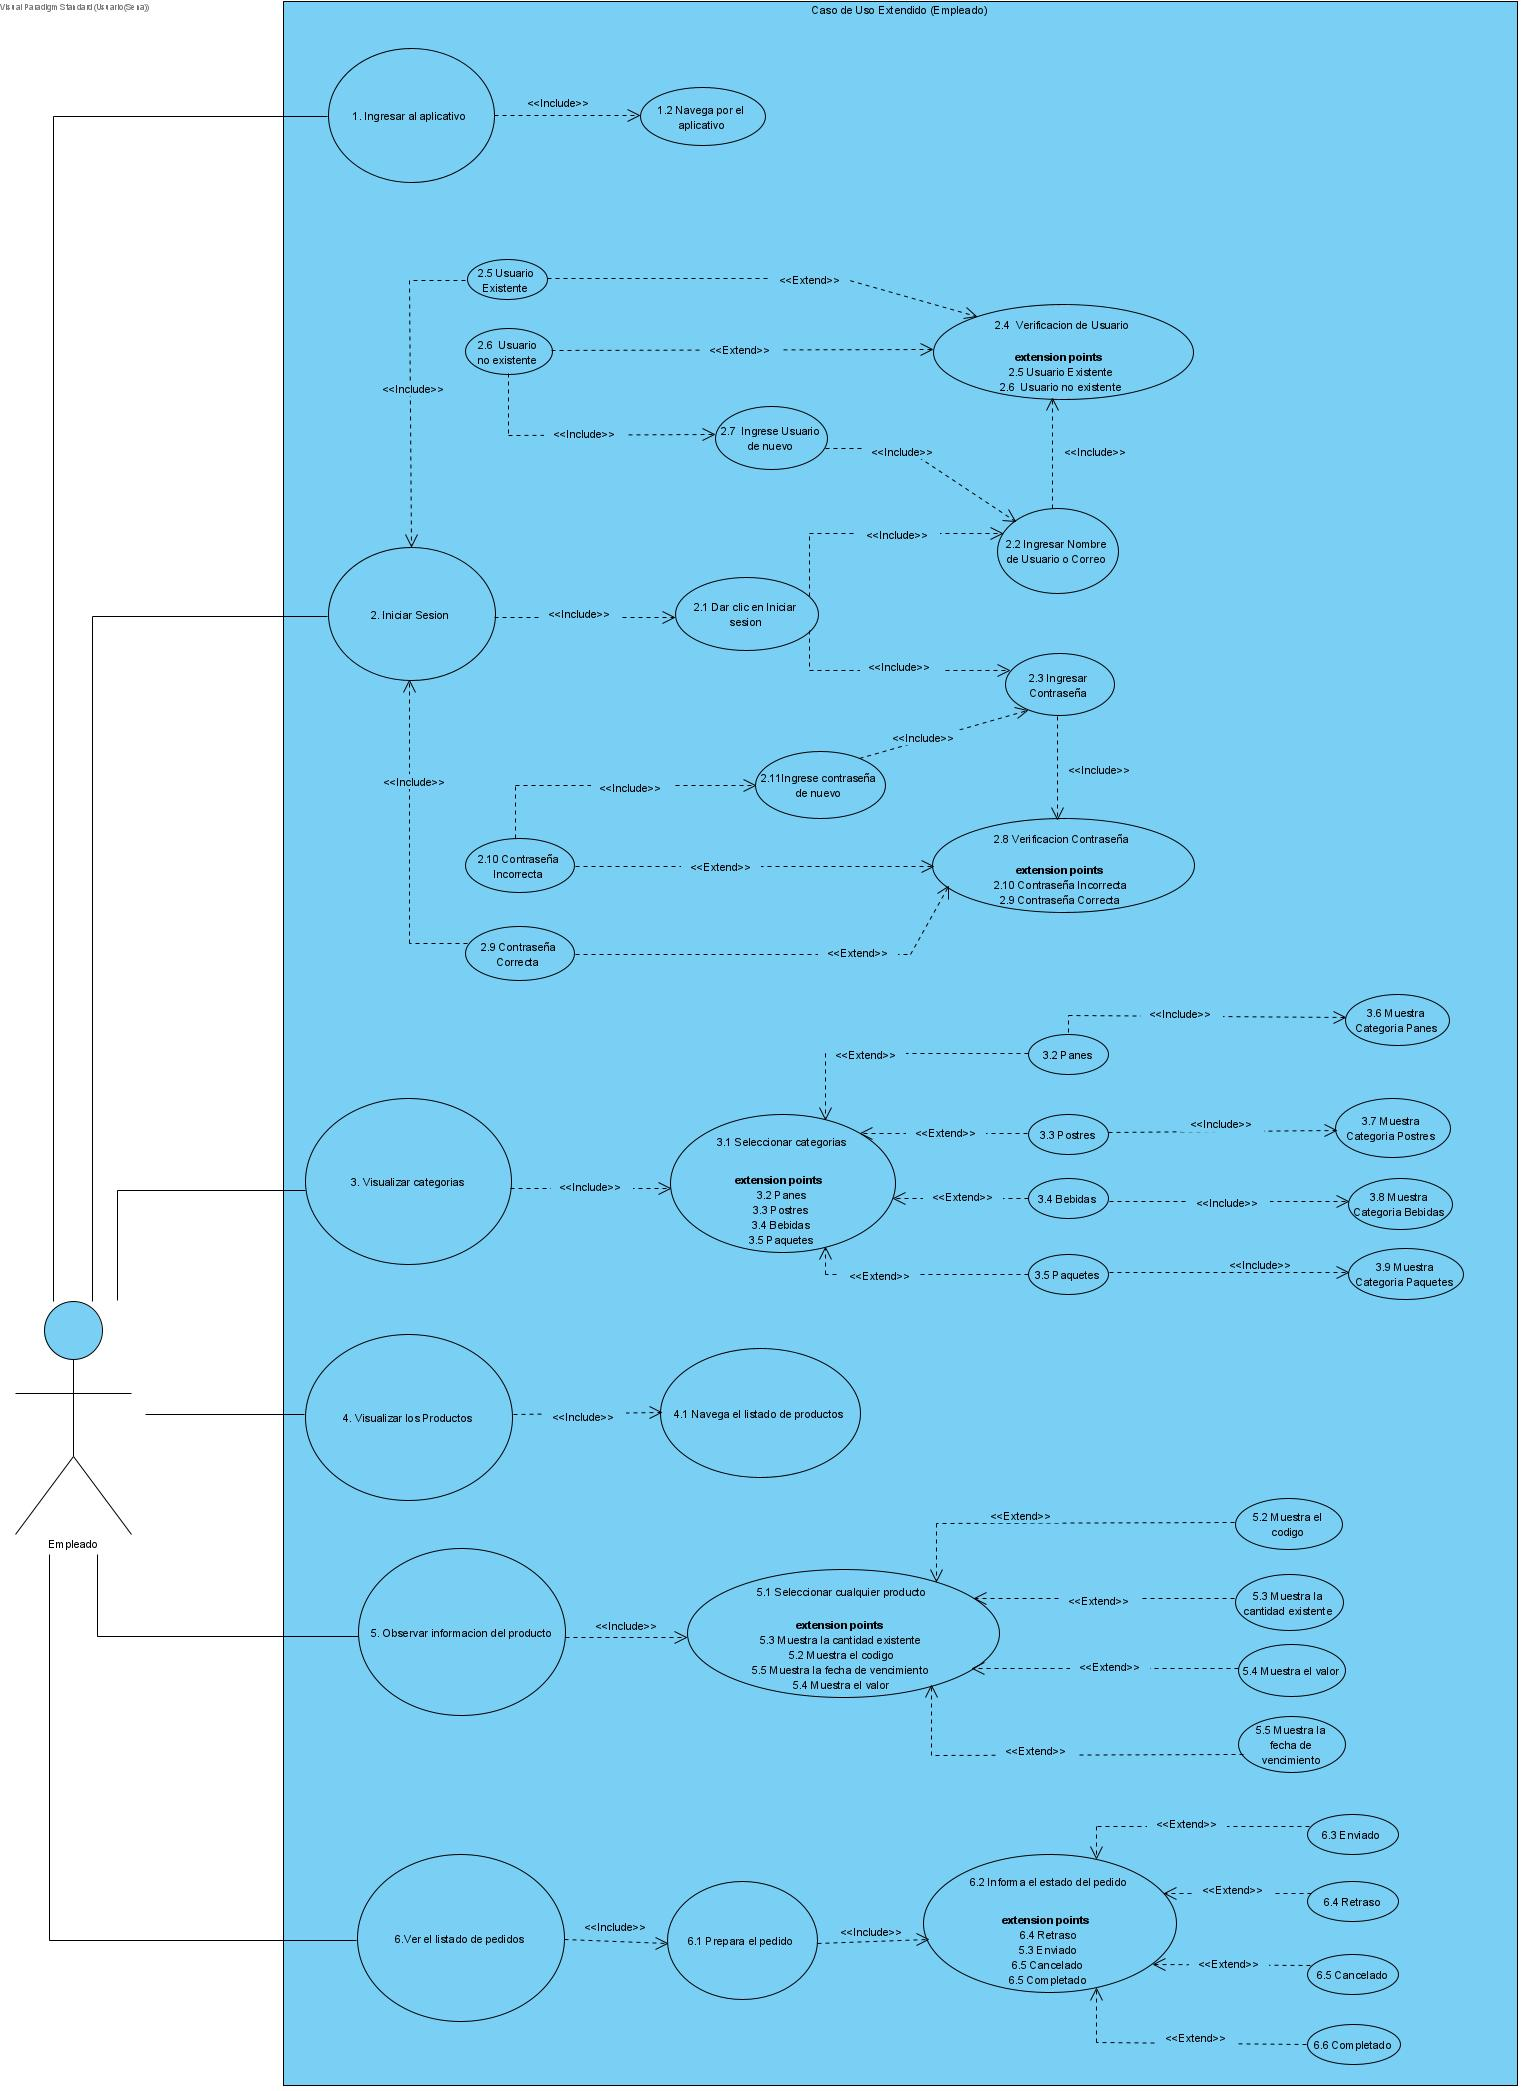 Visual Paradigm Standard (Usuario(Sena))
Caso de Uso Extendido (Empleado)
1. Ingresar al aplicativo
<<Include>>
1.2 Navega por el
aplicativo
2.5 Usuario
Existente
<<Extend>>
2.4 Verificacion de Usuario
extension points
2.5 Usuario Existente
2.6 Usuario no existente
2.6 Usuario
no existente
<<Extend>>
<<Include>>
<<Include>>
2.7 Ingrese Usuario
de nuevo
<<Include>>
<<Include>>
2.2 Ingresar Nombre
de Usuario o Correo
<<Include>>
2. Iniciar Sesion
<<Include>>
2.1 Dar clic en Iniciar
sesion
<<Include>>
2.3 Ingresar
Contraseña
<<Include>>
<<Include>>
<<Include>>
<<Include>>
2.11Ingrese contraseña
de nuevo
2.10 Contraseña
Incorrecta
<<Extend>>
2.8 Verificacion Contraseña
extension points
2.10 Contraseña Incorrecta
2.9 Contraseña Correcta
2.9 Contraseña
Correcta
<<Extend>>
3. Visualizar categorias
<<Include>>
3.1 Seleccionar categorias
extension points
3.2 Panes
3.3 Postres
3.4 Bebidas
3.5 Paquetes
<<Extend>>
3.2 Panes
<<Include>>
3.6 Muestra
Categoria Panes
<<Extend>>
3.3 Postres
<<Include>>
3.7 Muestra
Categoria Postres
<<Extend>>
3.4 Bebidas
<<Include>>
3.8 Muestra
Categoria Bebidas
<<Extend>>
3.5 Paquetes
<<Include>>
3.9 Muestra
Categoria Paquetes
4. Visualizar los Productos
<<Include>>
4.1 Navega el listado de productos
Empleado
5. Observar informacion del producto
<<Include>>
5.1 Seleccionar cualquier producto
extension points
5.3 Muestra la cantidad existente
5.2 Muestra el codigo
5.5 Muestra la fecha de vencimiento
5.4 Muestra el valor
<<Extend>>
5.2 Muestra el
codigo
<<Extend>>
5.3 Muestra la
cantidad existente
<<Extend>>
5.4 Muestra el valor
<<Extend>>
5.5 Muestra la
fecha de
vencimiento
6.Ver el listado de pedidos
<<Include>>
6.1 Prepara el pedido
<<Include>>
6.2 Informa el estado del pedido
extension points
6.4 Retraso
5.3 Enviado
6.5 Cancelado
6.5 Completado
<<Extend>>
6.3 Enviado
<<Extend>>
6.4 Retraso
<<Extend>>
6.5 Cancelado
<<Extend>>
6.6 Completado